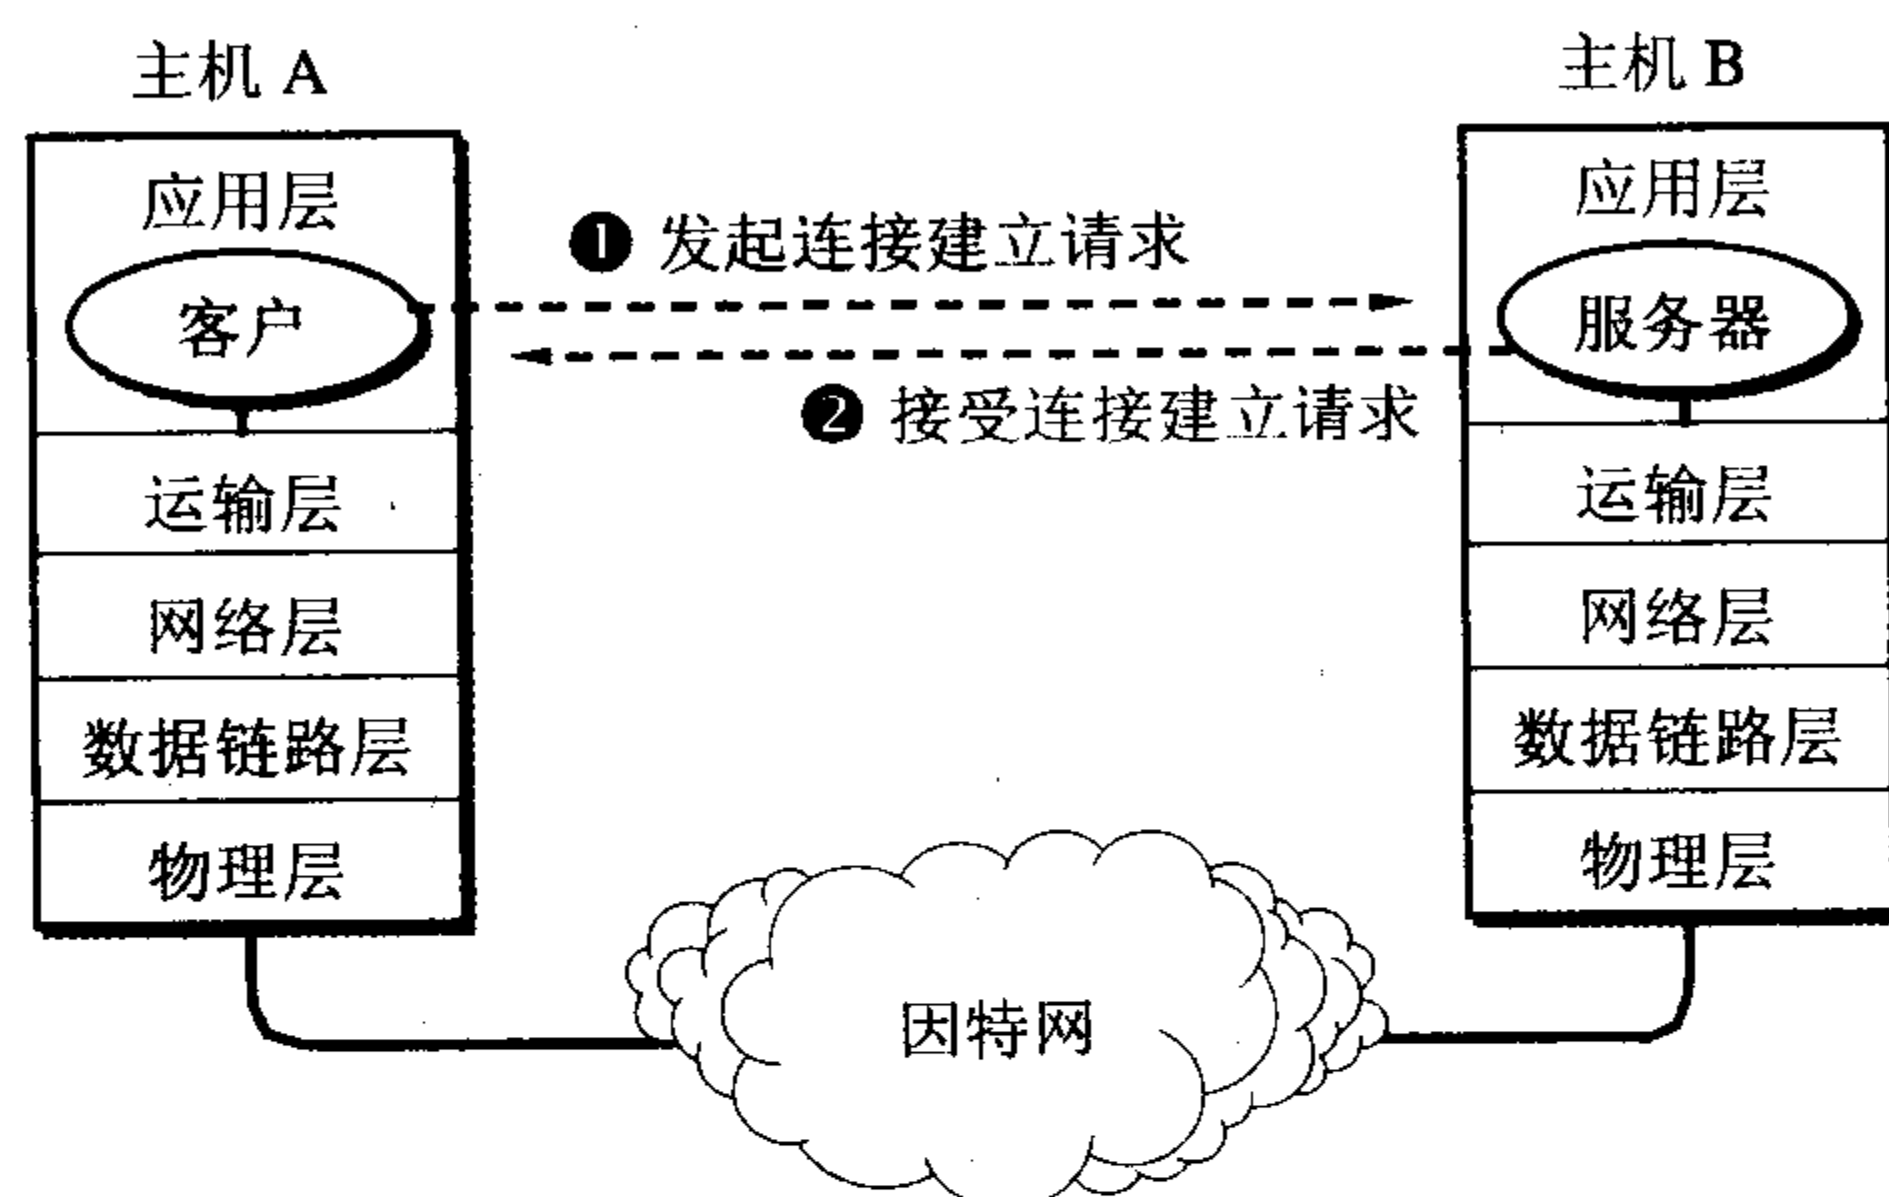 主机 A
应用层
客户
运输层
网络层
数据链路层
物理层
❶ 发起连接建立请求
❷ 接受连接建立请求
主机 B
应用层
服务器
运输层
网络层
数据链路层
物理层
因特网